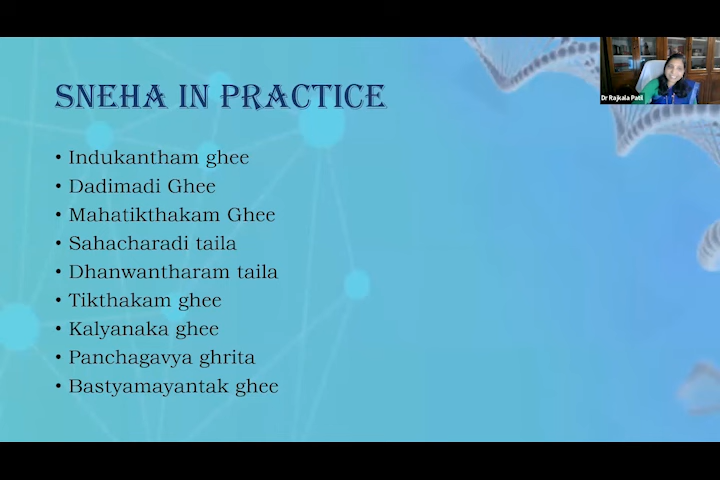 SNEHA IN PRACTICE
• Indukantham ghee
• Dadimadi Ghee
• Mahatikthakam Ghee
• Sahacharadi taila
• Dhanwantharam taila
• Tikthakam ghee
• Kalyanaka ghee
• Panchagavya ghrita
• Bastyamayantak ghee
Dr Rajkala Patil